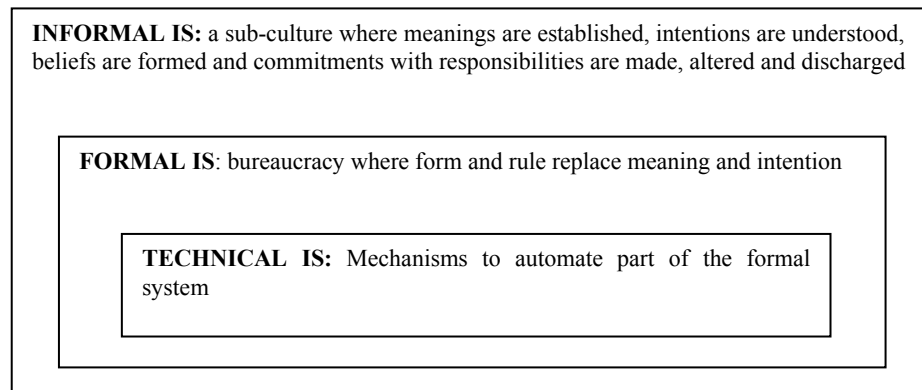 INFORMAL IS: a sub-culture where meanings are established, intentions are understood,
beliefs are formed and commitments with responsibilities are made, altered and discharged
FORMAL IS: bureaucracy where form and rule replace meaning and intention
TECHNICAL IS: Mechanisms to automate part of the formal
system